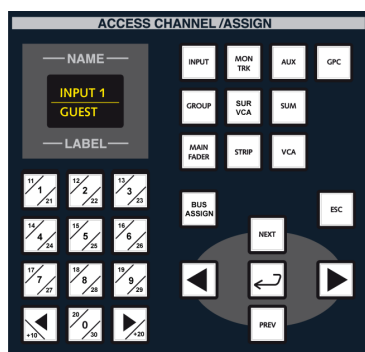 ACCESS CHANNEL /ASSIGN
NAME
INPUT 1
GUEST
LABEL
INPUT
MON TRK
AUX
GPC
GROUP
SUR VCA
SUM
MAIN FADER
STRIP
VCA
BUS ASSIGN
ESC
NEXT
PREV
11 1 21
12 2 22
13 3 23
14 4 24
15 5 25
16 6 26
17 7 27
18 8 28
19 9 29
+10
20 0 30
+20